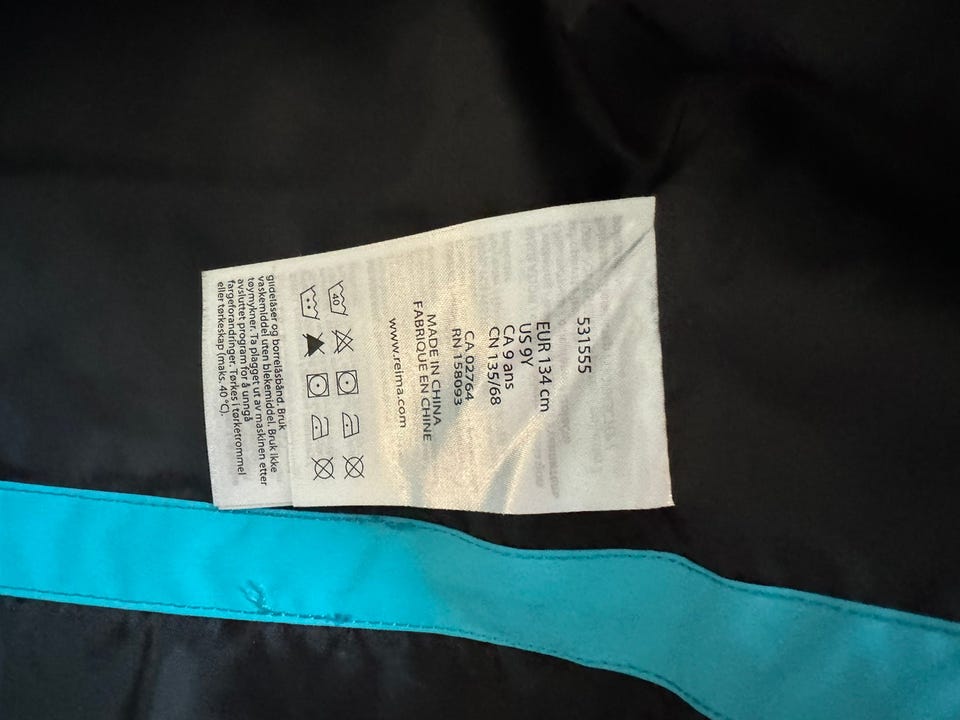 531555
EUR 134 cm
US 9Y
CA 9 ans
CN 135/68
CA 02764
RN 158093
MADE IN CHINA
FABRIQUE EN CHINE
www.reima.com
40
glidelåser og borrelåsbånd. Bruk
vaskemiddel uten blekemiddel. Bruk ikke
tøymykner. Ta plagget ut av maskinen etter
avsluttet program for å unngå
fargeforandringer. Tørkes i tørketrommel
eller tørkeskap (maks. 40 °C).